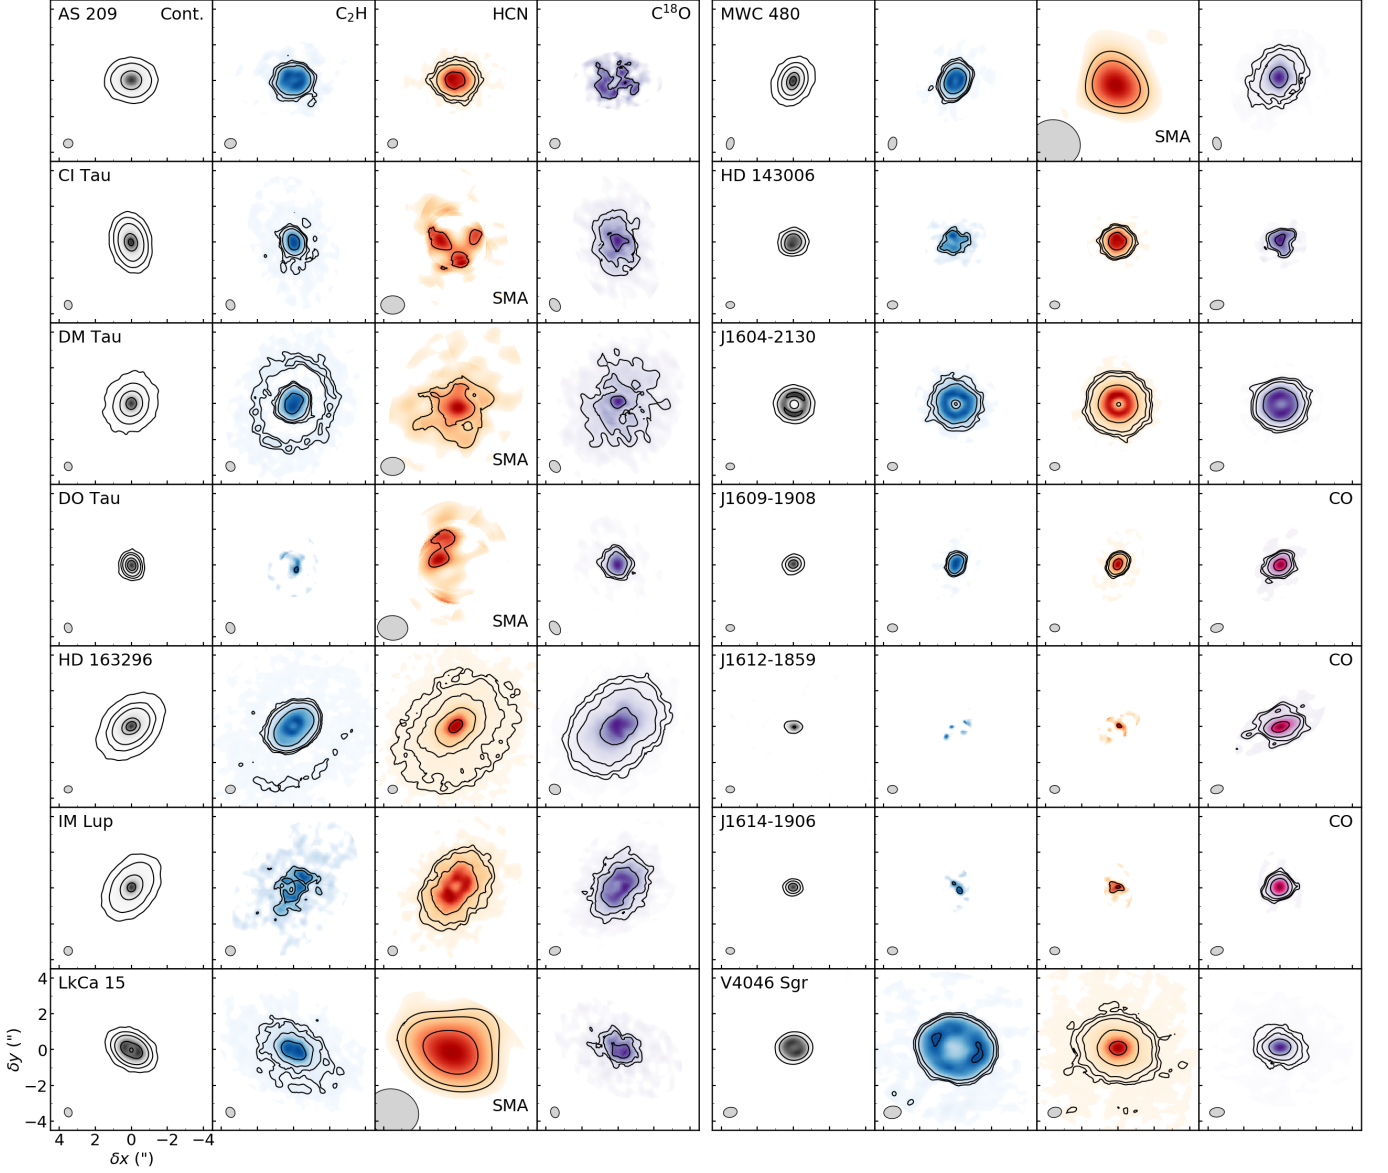 AS 209 Cont. C₂H HCN C¹⁸O MWC 480
SMA
CI Tau HD 143006
SMA
DM Tau J1604-2130
SMA
DO Tau J1609-1908 CO
SMA
HD 163296 J1612-1859 CO
IM Lup J1614-1906 CO
LkCa 15 V4046 Sgr
SMA
4
2
0
−2
−4
δy (")
4 2 0 −2 −4
δx (")